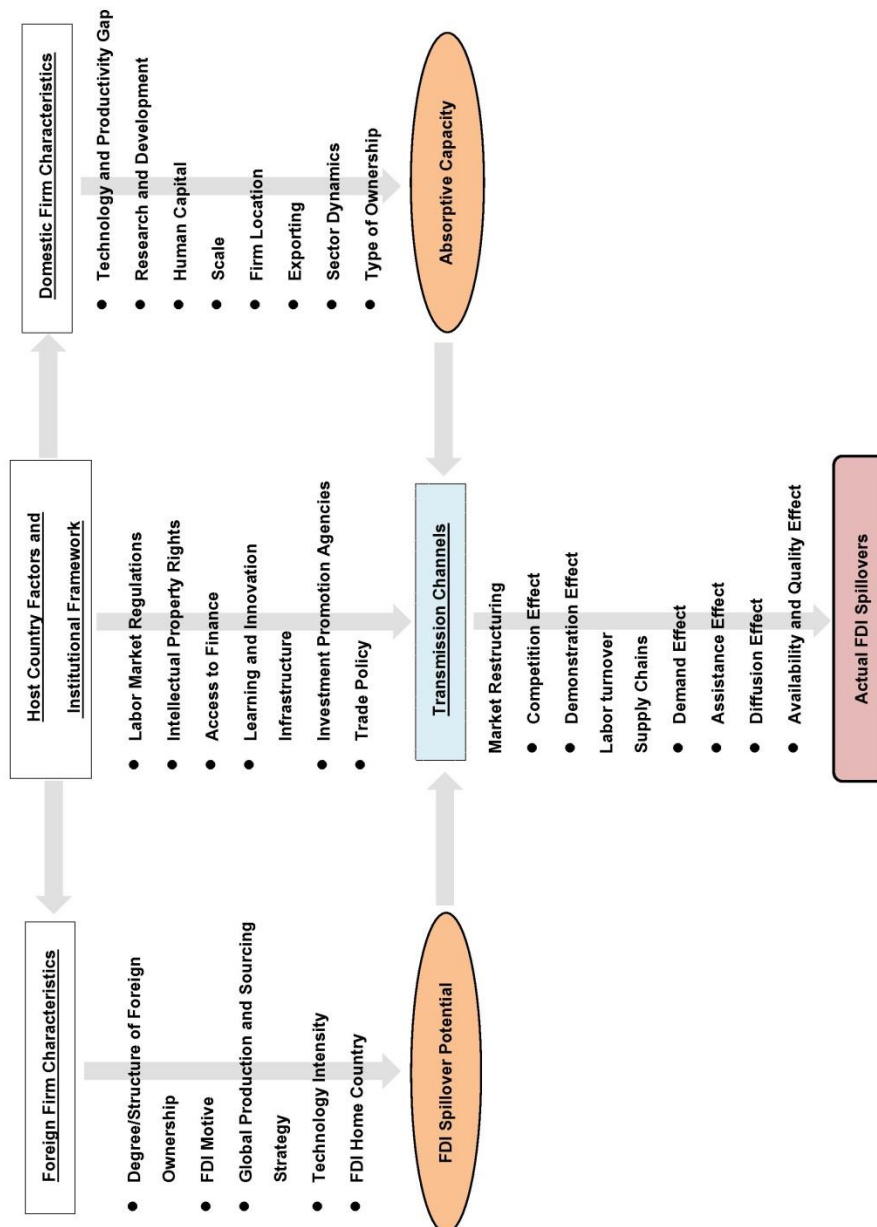 Foreign Firm Characteristics
● Degree/Structure of Foreign
Ownership
● FDI Motive
● Global Production and Sourcing
Strategy
● Technology Intensity
● FDI Home Country
FDI Spillover Potential
Host Country Factors and
Institutional Framework
● Labor Market Regulations
● Intellectual Property Rights
● Access to Finance
● Learning and Innovation
Infrastructure
● Investment Promotion Agencies
● Trade Policy
Transmission Channels
Market Restructuring
● Competition Effect
● Demonstration Effect
Labor turnover
Supply Chains
● Demand Effect
● Assistance Effect
● Diffusion Effect
● Availability and Quality Effect
Actual FDI Spillovers
Domestic Firm Characteristics
● Technology and Productivity Gap
● Research and Development
● Human Capital
● Scale
● Firm Location
● Exporting
● Sector Dynamics
● Type of Ownership
Absorptive Capacity